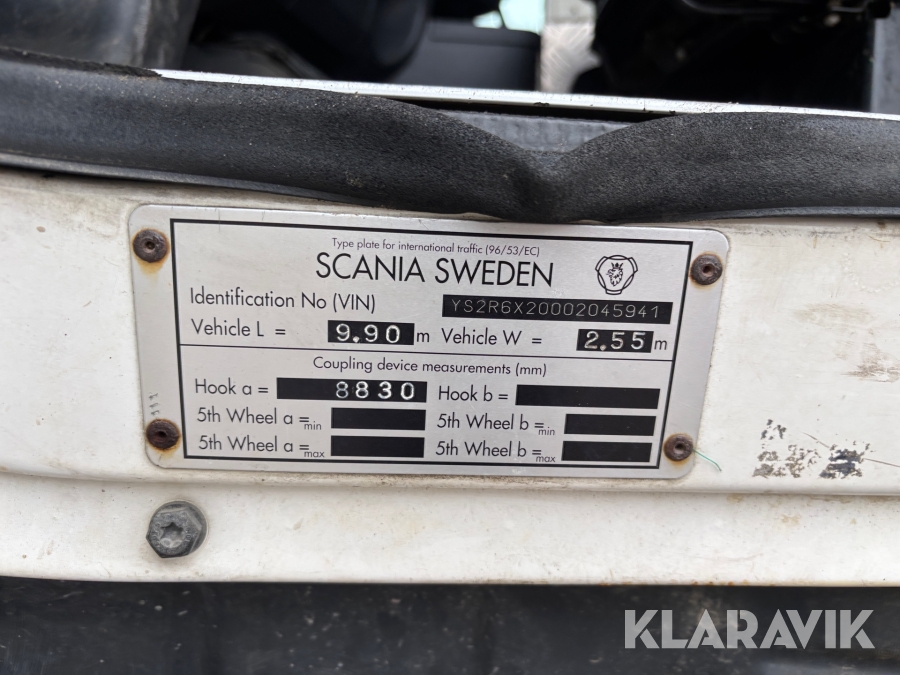 KLARAVIK
Type plate for international traffic (96/53/EC)
SCANIA SWEDEN
Identification No (VIN) YS2R6X20002045941
Vehicle L = 9.90 m Vehicle W = 2.55 m
Coupling device measurements (mm)
Hook a = 8830 Hook b =
5th Wheel a = min 5th Wheel b = min
5th Wheel a = max 5th Wheel b = max
KLARAVIK